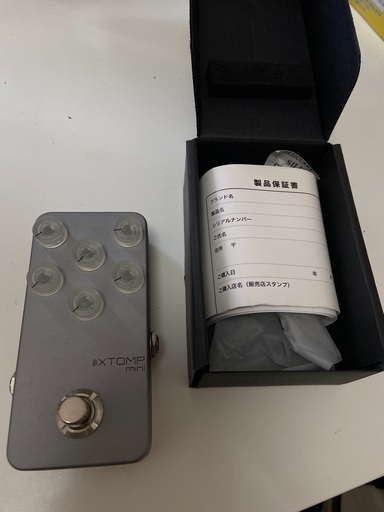 XTOMP
mini
製品保証書
ブランド名
製品名
シリアルナンバー
ご氏名
住所 〒
ご購入日 年
ご購入店名（販売店スタンプ）